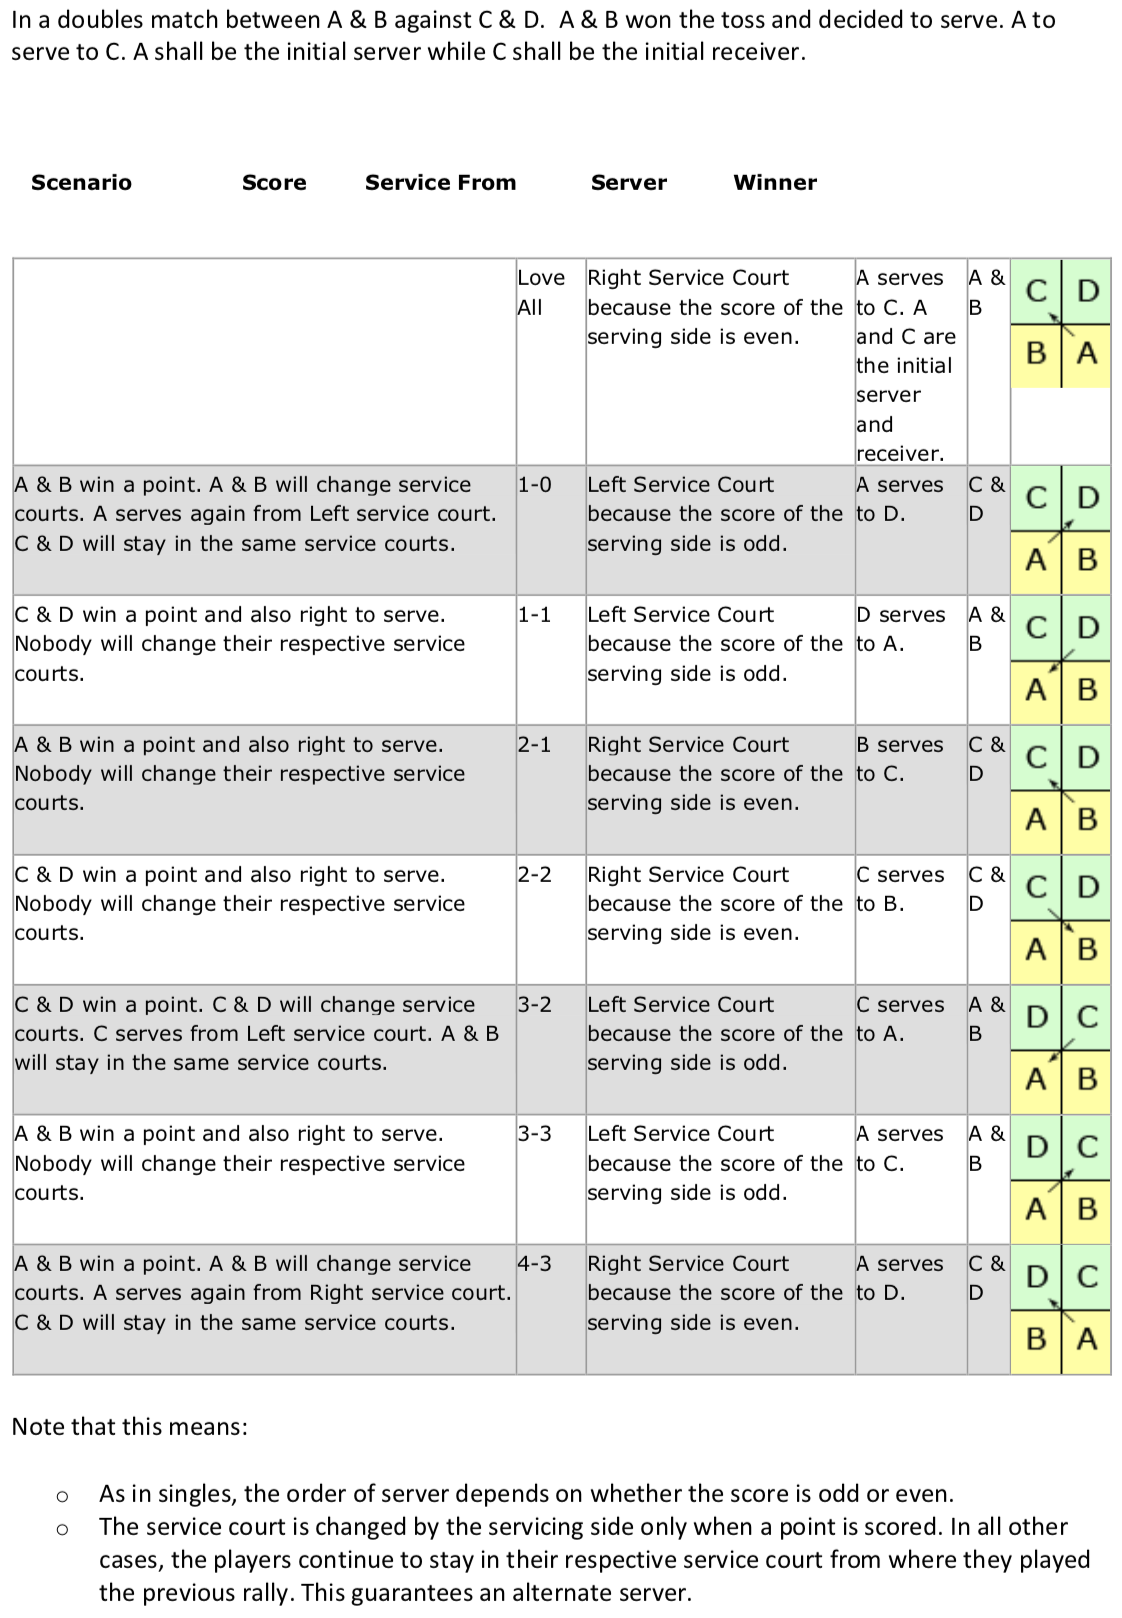 In a doubles match between A & B against C & D.  A & B won the toss and decided to serve. A to
serve to C. A shall be the initial server while C shall be the initial receiver.
Scenario Score Service From Server Winner
Love All
Right Service Court
because the score of the
serving side is even.
A serves
to C. A
and C are
the initial
server
and
receiver.
A &
B
C D
B A
A & B win a point. A & B will change service
courts. A serves again from Left service court.
C & D will stay in the same service courts.
1-0
Left Service Court
because the score of the
serving side is odd.
A serves
to D.
C &
D
C D
A B
C & D win a point and also right to serve.
Nobody will change their respective service
courts.
1-1
Left Service Court
because the score of the
serving side is odd.
D serves
to A.
A &
B
C D
A B
A & B win a point and also right to serve.
Nobody will change their respective service
courts.
2-1
Right Service Court
because the score of the
serving side is even.
B serves
to C.
C &
D
C D
A B
C & D win a point and also right to serve.
Nobody will change their respective service
courts.
2-2
Right Service Court
because the score of the
serving side is even.
C serves
to B.
C &
D
C D
A B
C & D win a point. C & D will change service
courts. C serves from Left service court. A & B
will stay in the same service courts.
3-2
Left Service Court
because the score of the
serving side is odd.
C serves
to A.
A &
B
D C
A B
A & B win a point and also right to serve.
Nobody will change their respective service
courts.
3-3
Left Service Court
because the score of the
serving side is odd.
A serves
to C.
A &
B
D C
A B
A & B win a point. A & B will change service
courts. A serves again from Right service court.
C & D will stay in the same service courts.
4-3
Right Service Court
because the score of the
serving side is even.
A serves
to D.
C &
D
D C
B A
Note that this means:
o As in singles, the order of server depends on whether the score is odd or even.
o The service court is changed by the servicing side only when a point is scored. In all other
cases, the players continue to stay in their respective service court from where they played
the previous rally. This guarantees an alternate server.